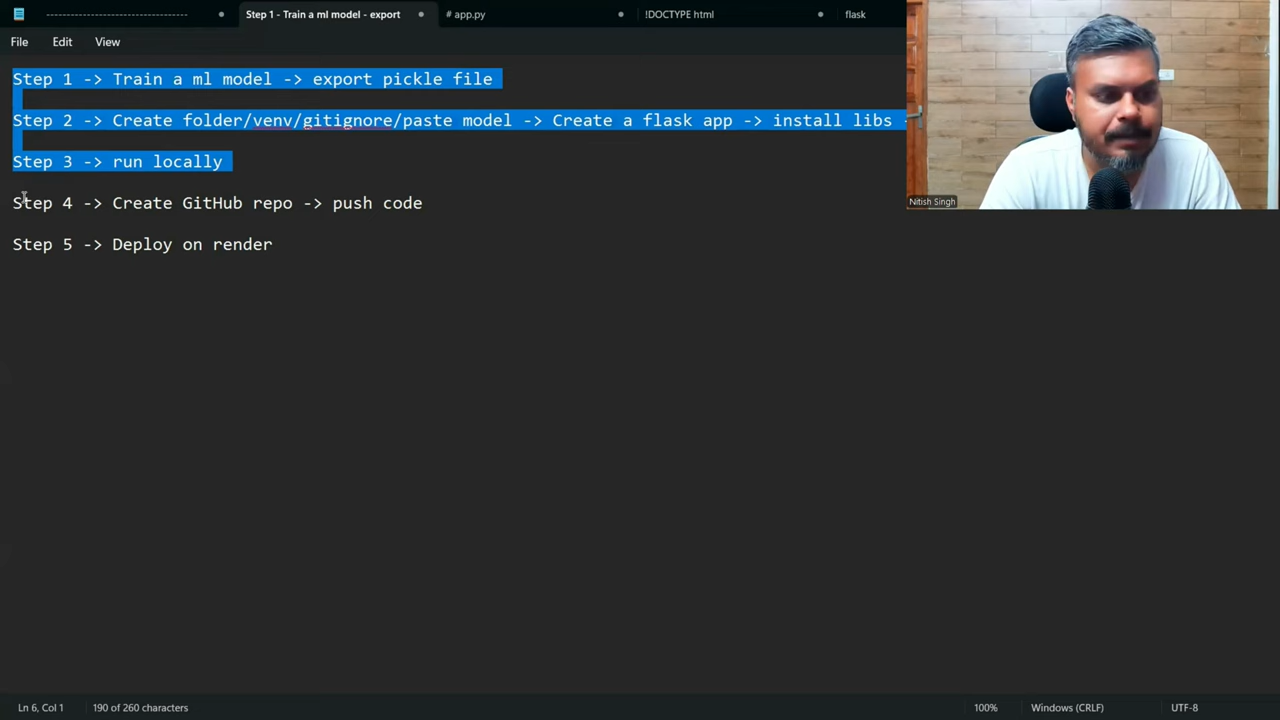 --------------------------------
Step 1 - Train a ml model - export
# app.py
!DOCTYPE html
flask
File
Edit
View
Step 1 -> Train a ml model -> export pickle file
Step 2 -> Create folder/venv/gitignore/paste model -> Create a flask app -> install libs -
Step 3 -> run locally
Step 4 -> Create GitHub repo -> push code
Step 5 -> Deploy on render
Nitish Singh
Ln 6, Col 1
190 of 260 characters
100%
Windows (CRLF)
UTF-8